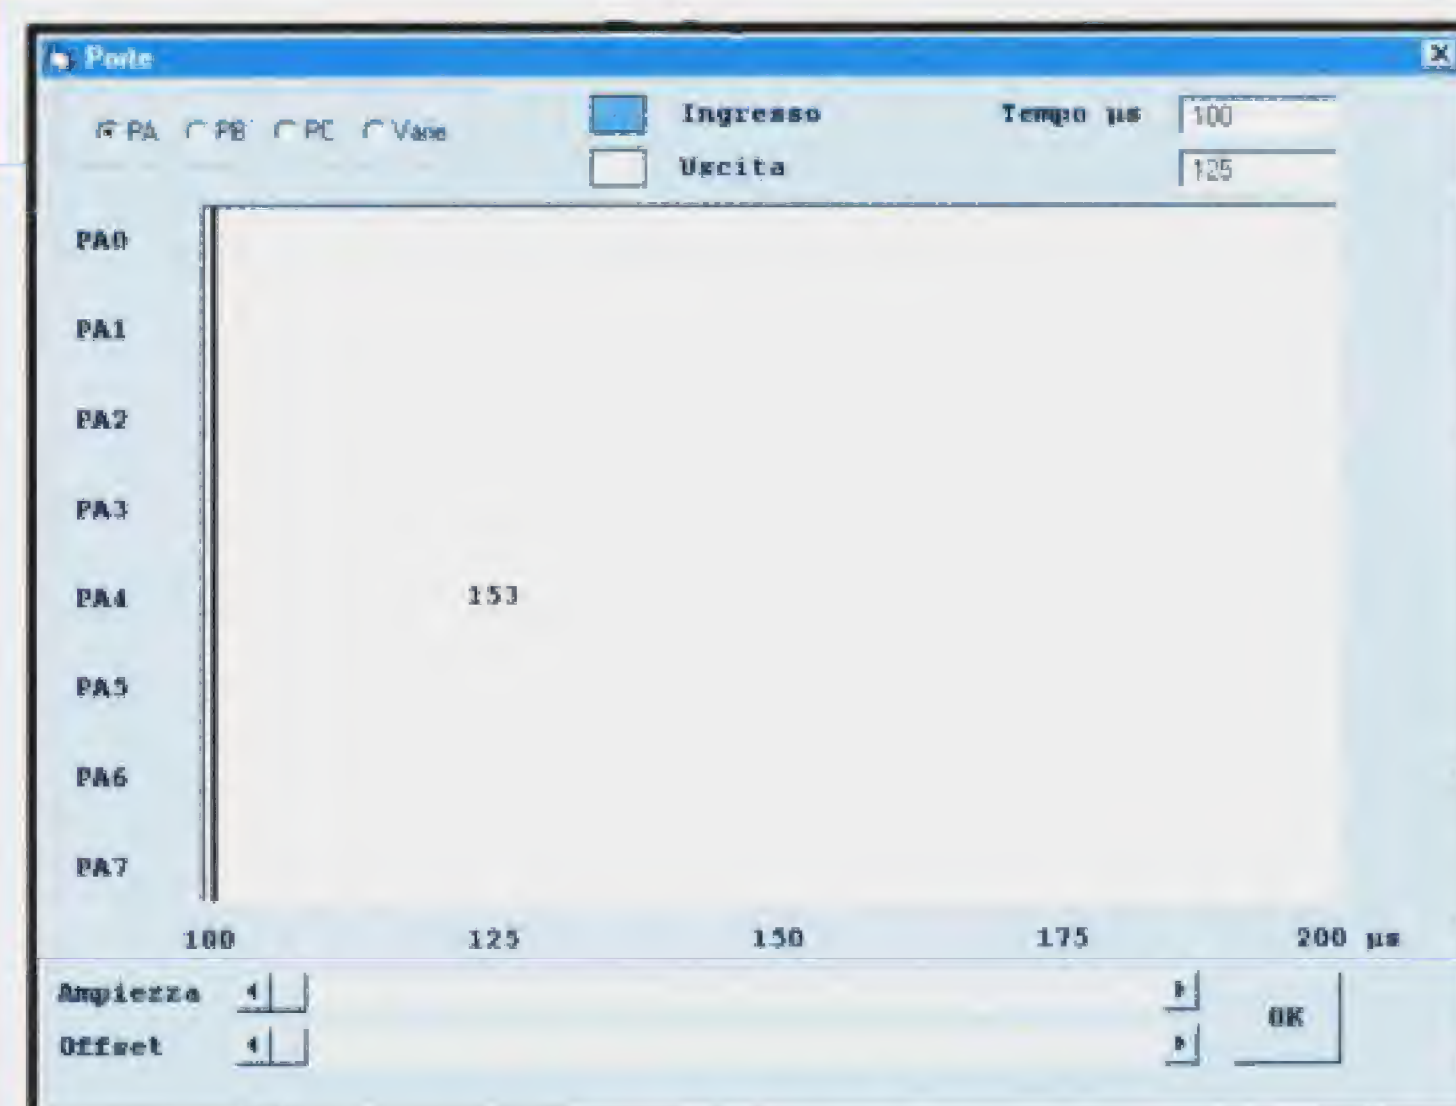 Porte
PA PB PC Varie
Ingresso
Tempo µs 100
Uscita
125
PA0
PA1
PA2
PA3
PA4
153
PA5
PA6
PA7
100 125 150 175 200 µs
Ampiezza
OK
Offset